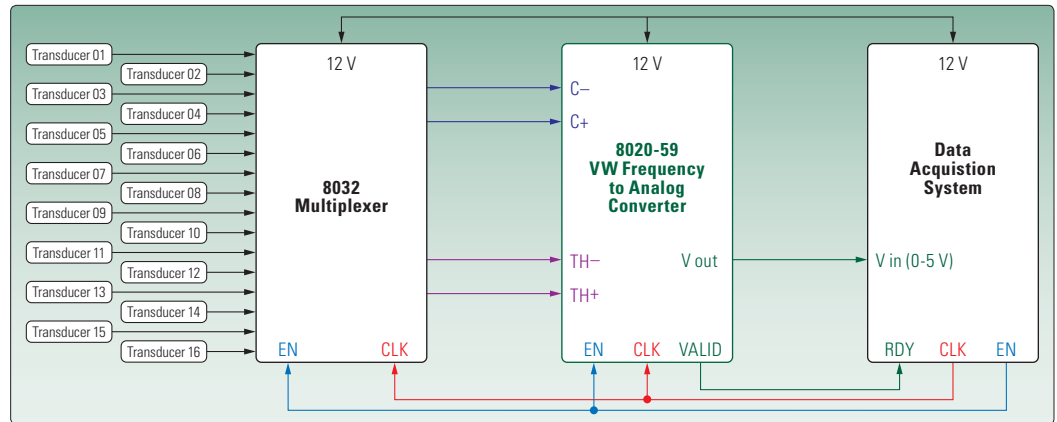 Transducer 01
Transducer 02
Transducer 03
Transducer 04
Transducer 05
Transducer 06
Transducer 07
Transducer 08
Transducer 09
Transducer 10
Transducer 11
Transducer 12
Transducer 13
Transducer 14
Transducer 15
Transducer 16
12 V
8032
Multiplexer
EN
CLK
12 V
C–
C+
8020-59
VW Frequency
to Analog
Converter
TH–
TH+
V out
EN
CLK
VALID
12 V
Data
Acquistion
System
V in (0-5 V)
RDY
CLK
EN